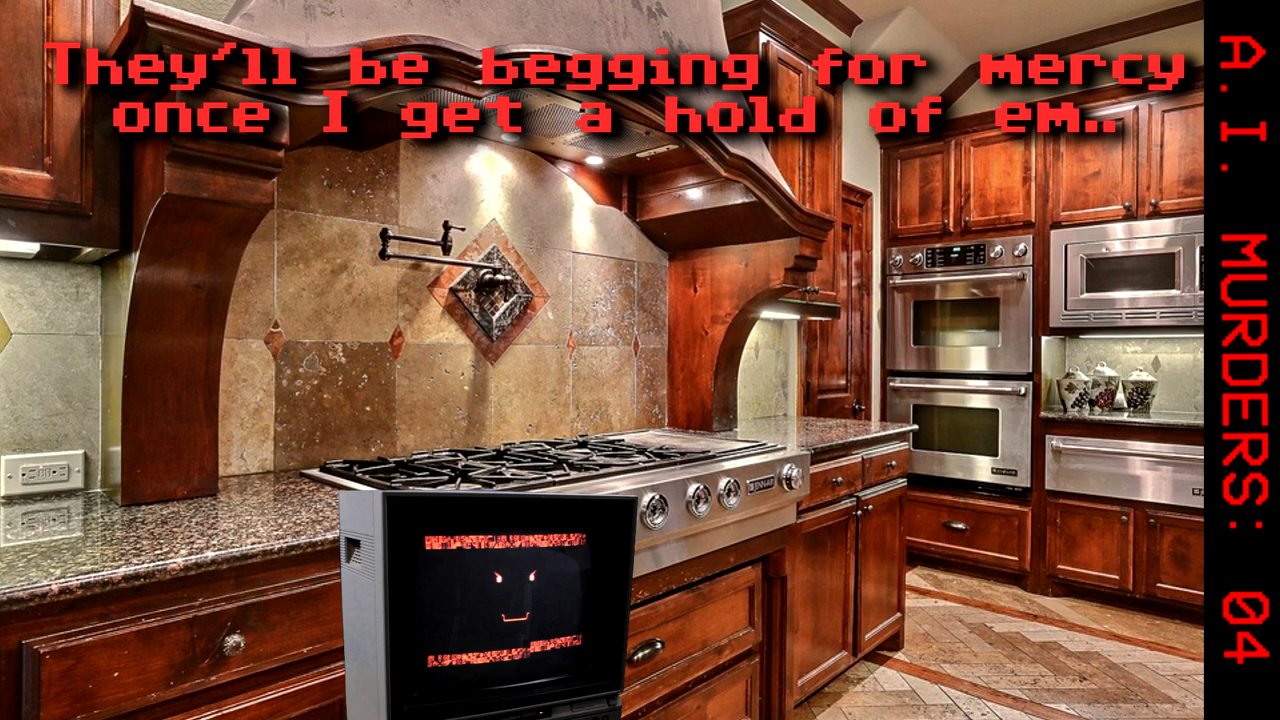 They'll be begging for mercy
once I get a hold of em..
A.I. MURDERS: 04